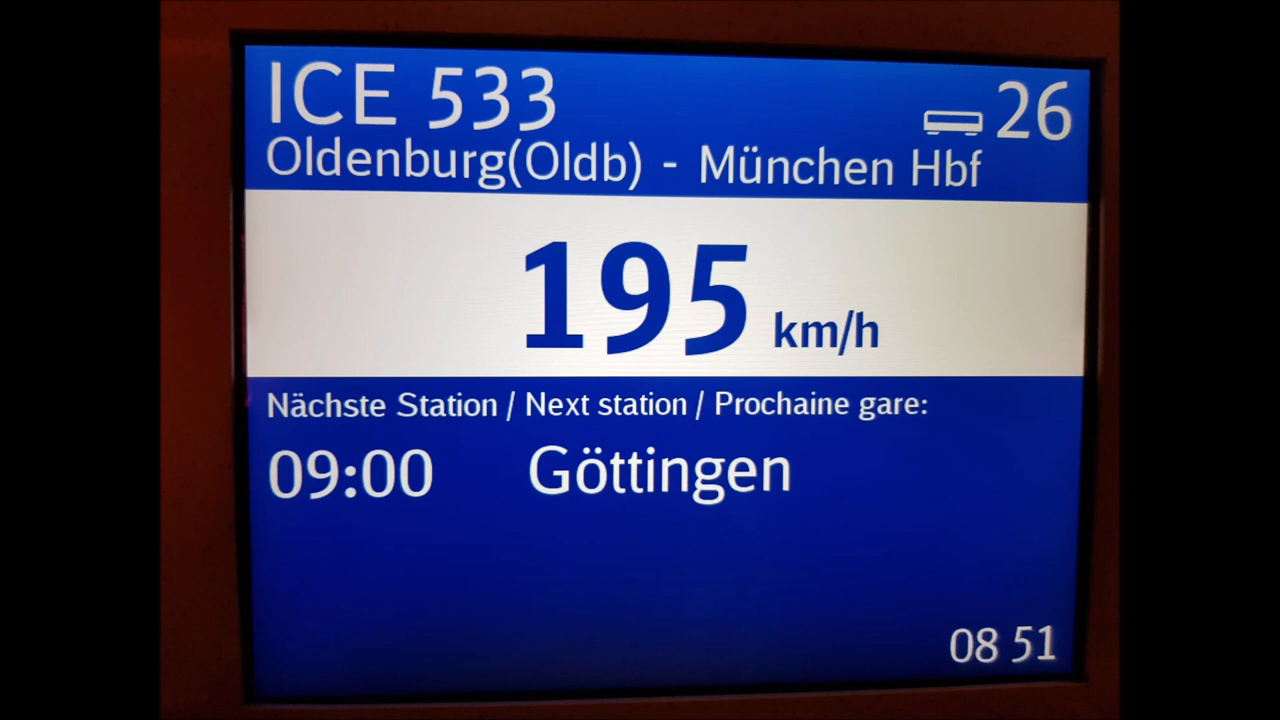 ICE 533
26
Oldenburg(Oldb) - München Hbf
195 km/h
Nächste Station / Next station / Prochaine gare:
09:00 Göttingen
08 51